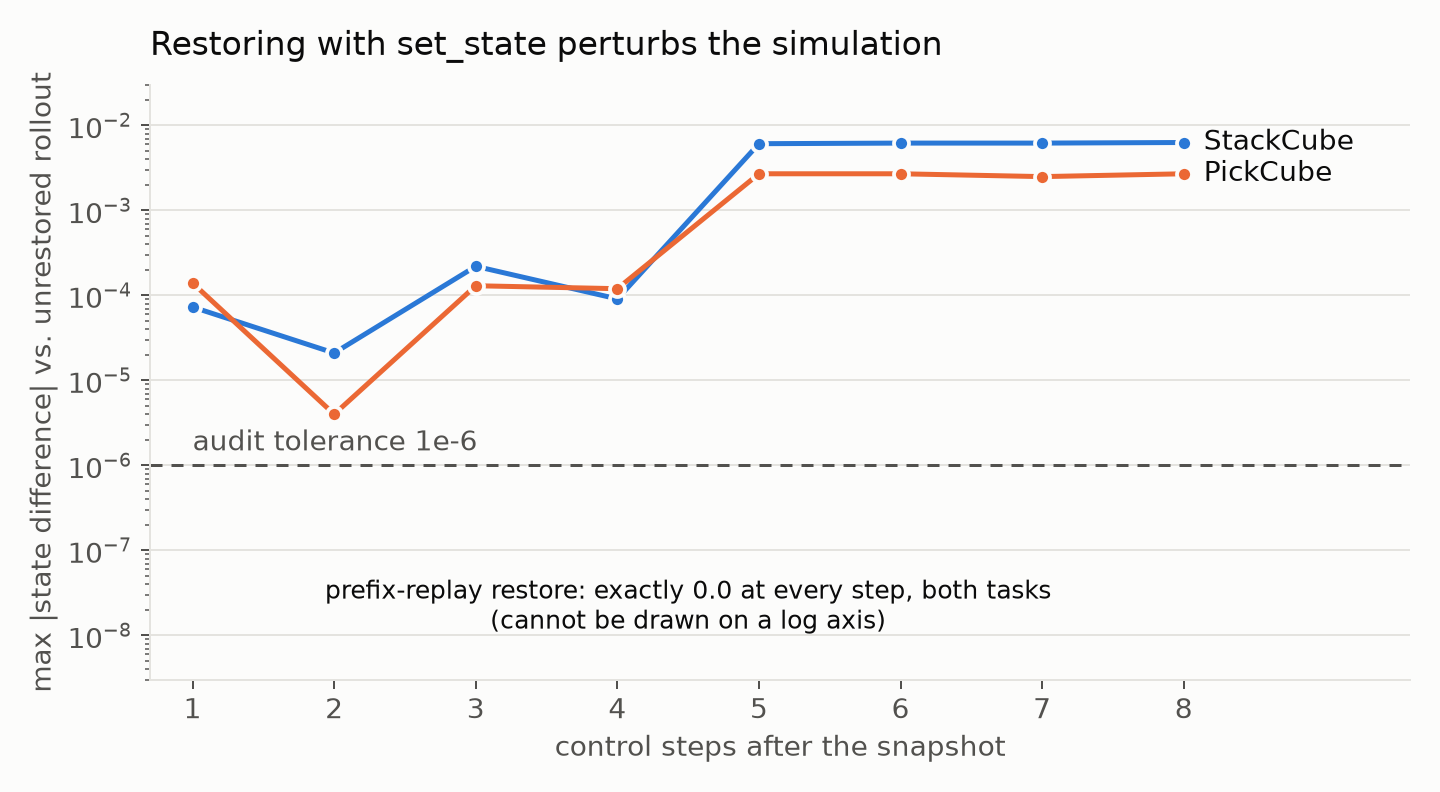 Restoring with set_state perturbs the simulation
max |state difference| vs. unrestored rollout
10⁻²
10⁻³
10⁻⁴
10⁻⁵
10⁻⁶
10⁻⁷
10⁻⁸
StackCube
PickCube
audit tolerance 1e-6
prefix-replay restore: exactly 0.0 at every step, both tasks
(cannot be drawn on a log axis)
1 2 3 4 5 6 7 8
control steps after the snapshot